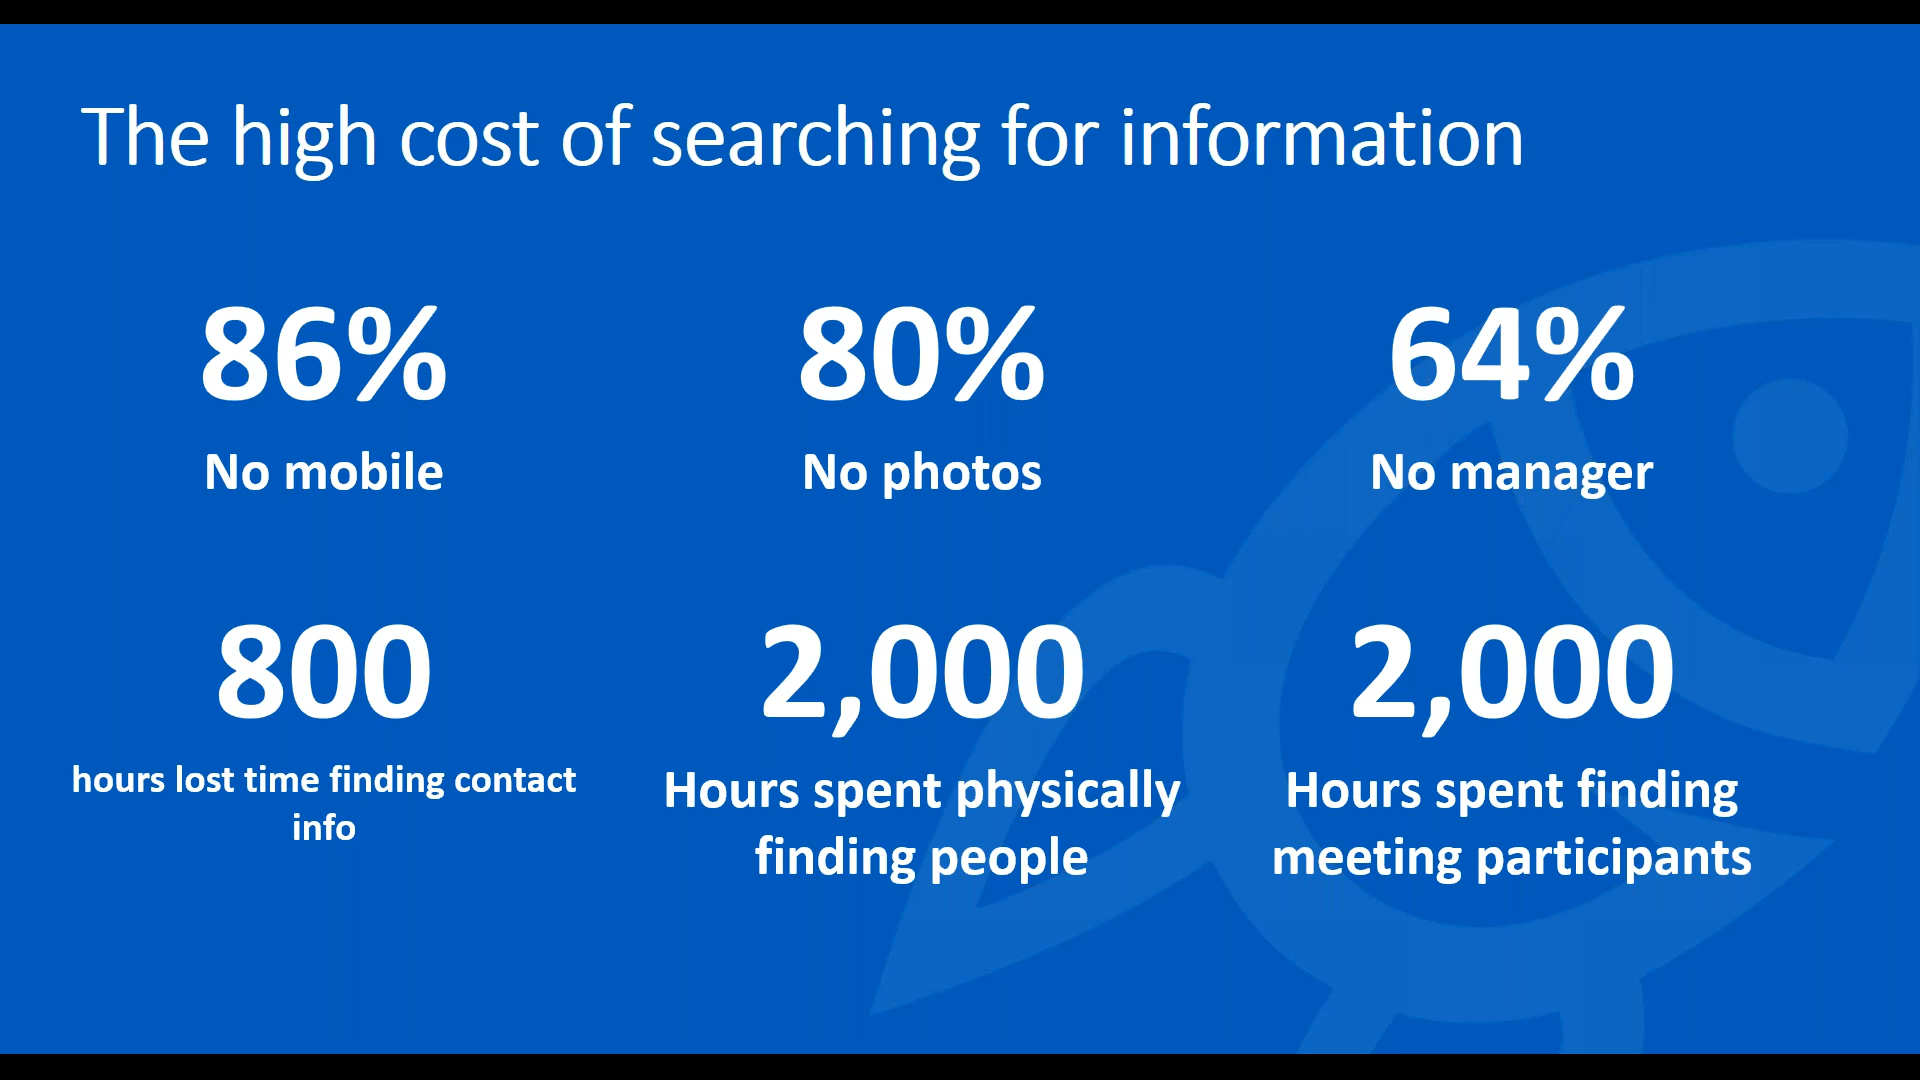 The high cost of searching for information
86%
80%
64%
No mobile
No photos
No manager
800
2,000
2,000
hours lost time finding contact
info
Hours spent physically
finding people
Hours spent finding
meeting participants